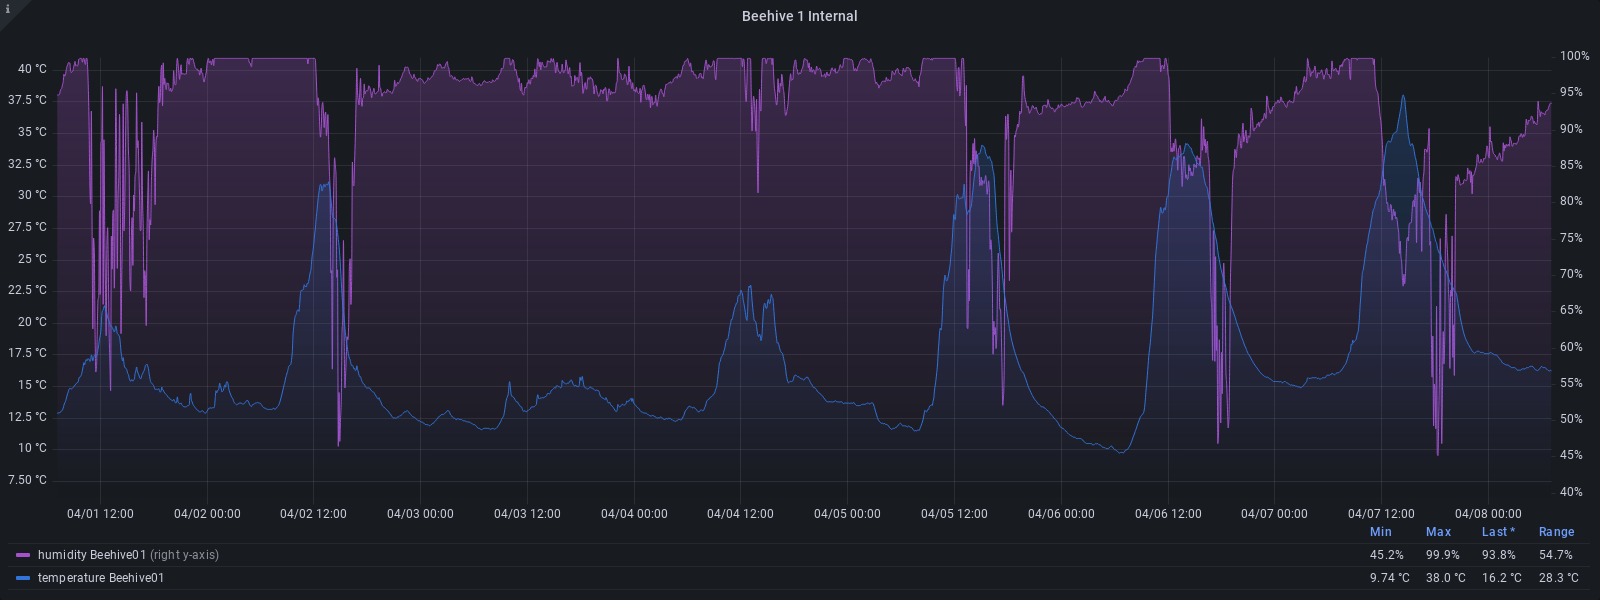 i
Beehive 1 Internal
40 °C
37.5 °C
35 °C
32.5 °C
30 °C
27.5 °C
25 °C
22.5 °C
20 °C
17.5 °C
15 °C
12.5 °C
10 °C
7.50 °C
100%
95%
90%
85%
80%
75%
70%
65%
60%
55%
50%
45%
40%
04/01 12:00 04/02 00:00 04/02 12:00 04/03 00:00 04/03 12:00 04/04 00:00 04/04 12:00 04/05 00:00 04/05 12:00 04/06 00:00 04/06 12:00 04/07 00:00 04/07 12:00 04/08 00:00
Min Max Last * Range
humidity Beehive01 (right y-axis) 45.2% 99.9% 93.8% 54.7%
temperature Beehive01 9.74 °C 38.0 °C 16.2 °C 28.3 °C